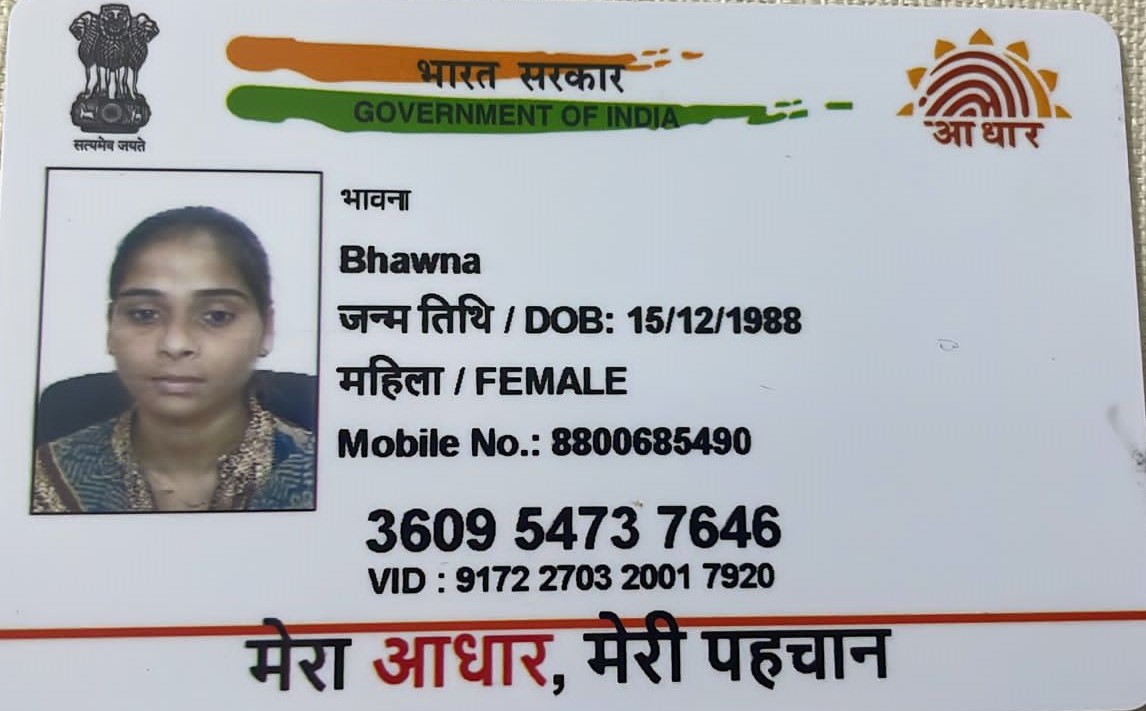 सत्यमेव जयते
भारत सरकार
GOVERNMENT OF INDIA
आधार
भावना
Bhawna
जन्म तिथि / DOB: 15/12/1988
महिला / FEMALE
Mobile No.: 8800685490
3609 5473 7646
VID : 9172 2703 2001 7920
मेरा आधार, मेरी पहचान